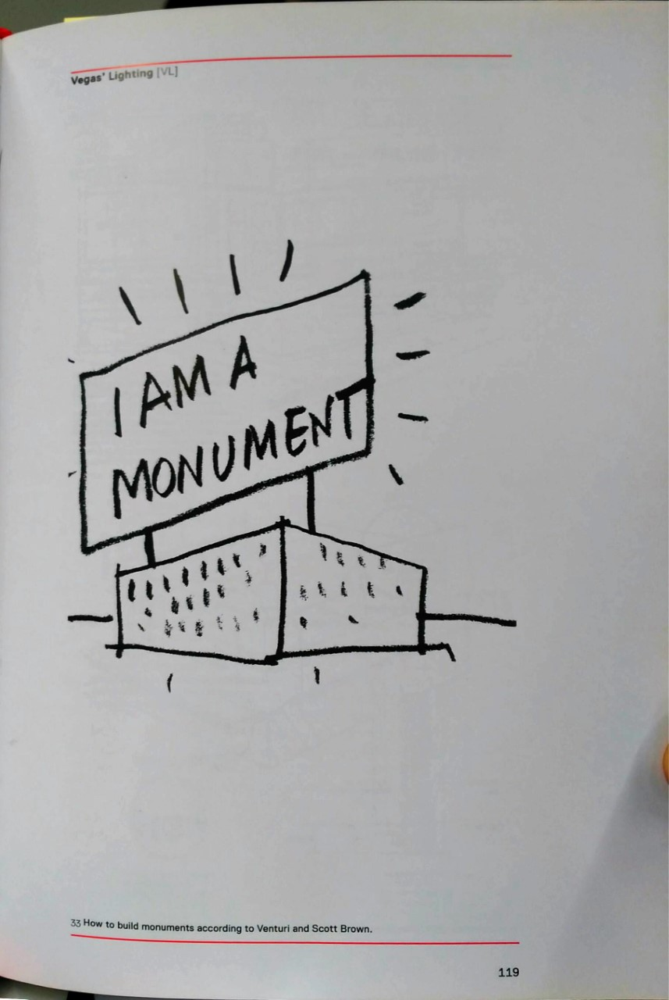 Vegas' Lighting [VL]
I AM A
MONUMENT
33 How to build monuments according to Venturi and Scott Brown.
119